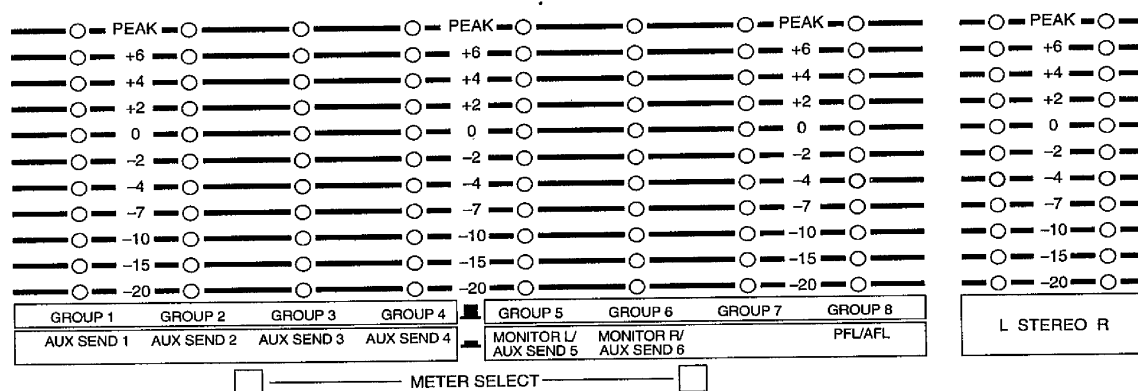 PEAK PEAK PEAK PEAK
+6 +6 +6 +6
+4 +4 +4 +4
+2 +2 +2 +2
0 0 0 0
–2 –2 –2 –2
–4 –4 –4 –4
–7 –7 –7 –7
–10 –10 –10 –10
–15 –15 –15 –15
–20 –20 –20 –20
GROUP 1 GROUP 2 GROUP 3 GROUP 4 GROUP 5 GROUP 6 GROUP 7 GROUP 8
AUX SEND 1 AUX SEND 2 AUX SEND 3 AUX SEND 4 MONITOR L/ MONITOR R/ PFL/AFL
AUX SEND 5 AUX SEND 6
L STEREO R
METER SELECT